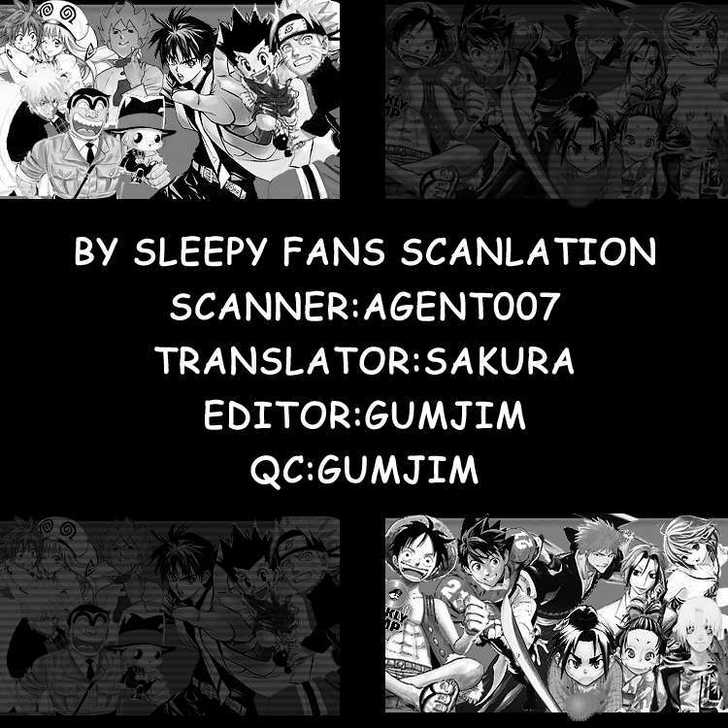 BY SLEEPY FANS SCANLATION
SCANNER:AGENT007
TRANSLATOR:SAKURA
EDITOR:GUMJIM
QC:GUMJIM